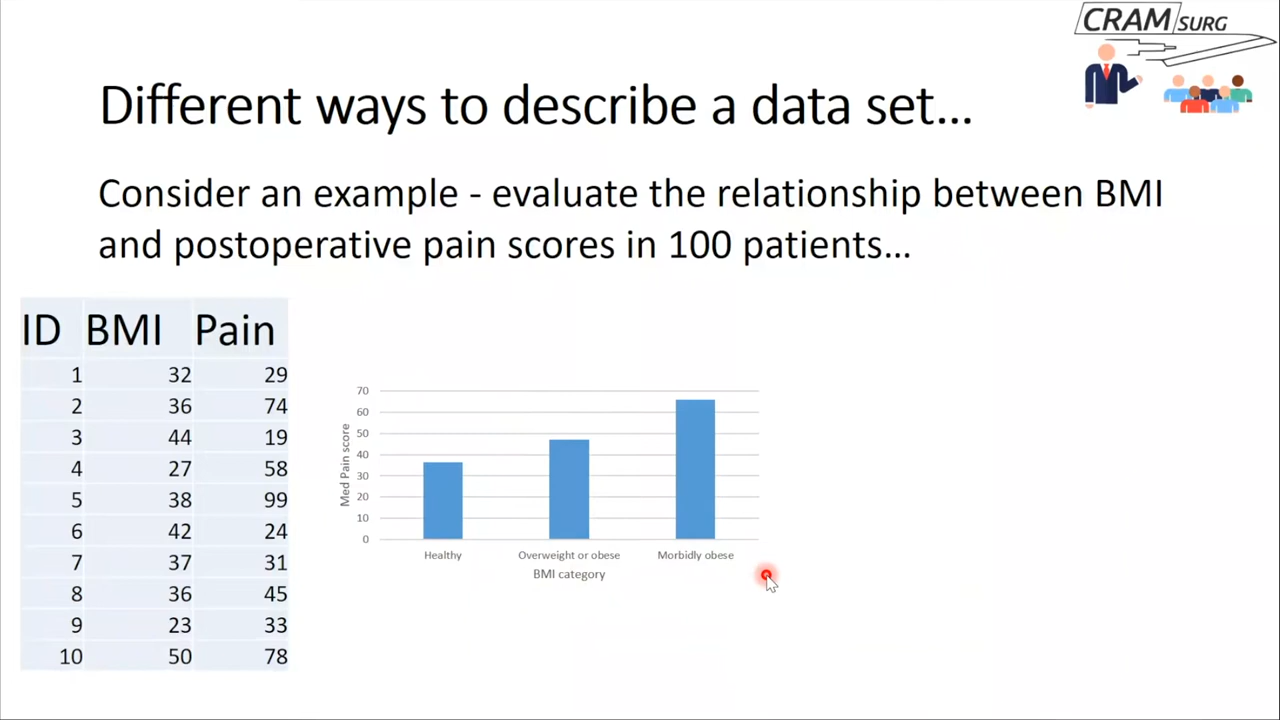 CRAM SURG
Different ways to describe a data set...
Consider an example - evaluate the relationship between BMI
and postoperative pain scores in 100 patients...
ID BMI Pain
1 32 29
2 36 74
3 44 19
4 27 58
5 38 99
6 42 24
7 37 31
8 36 45
9 23 33
10 50 78
Med Pain score
70
60
50
40
30
20
10
0
Healthy Overweight or obese Morbidly obese
BMI category